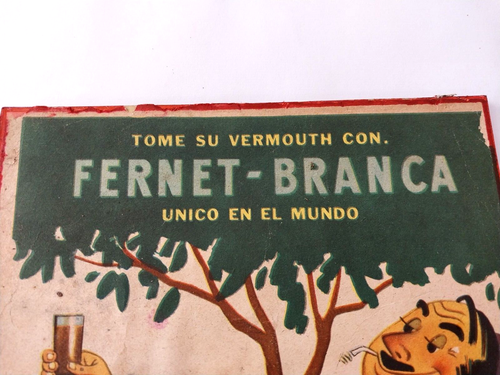 TOME SU VERMOUTH CON.
FERNET-BRANCA
UNICO EN EL MUNDO